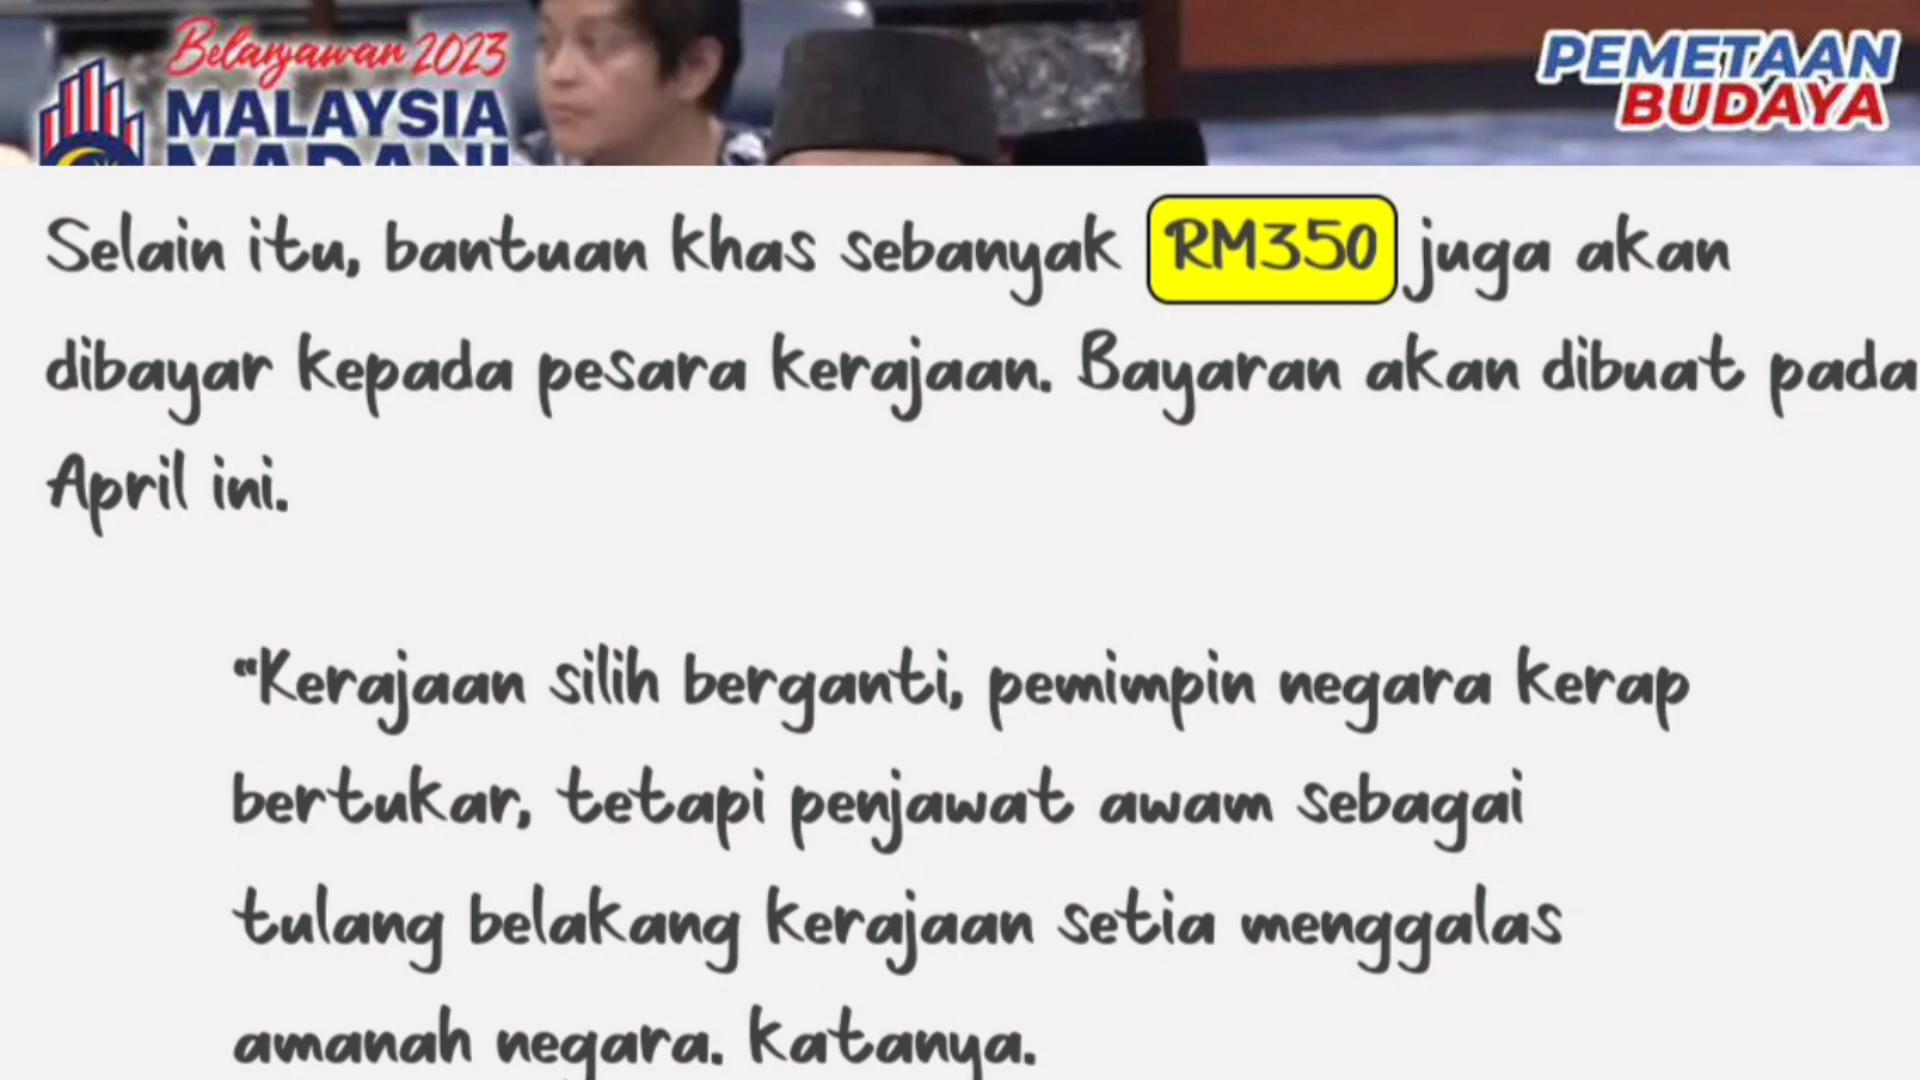 Belanjawan 2023
MALAYSIA
MADANI
PEMETAAN
BUDAYA
Selain itu, bantuan khas sebanyak RM350 juga akan
dibayar kepada pesara kerajaan. Bayaran akan dibuat pada
April ini.
“Kerajaan silih berganti, pemimpin negara kerap
bertukar, tetapi penjawat awam sebagai
tulang belakang kerajaan setia menggalas
amanah negara. katanya.